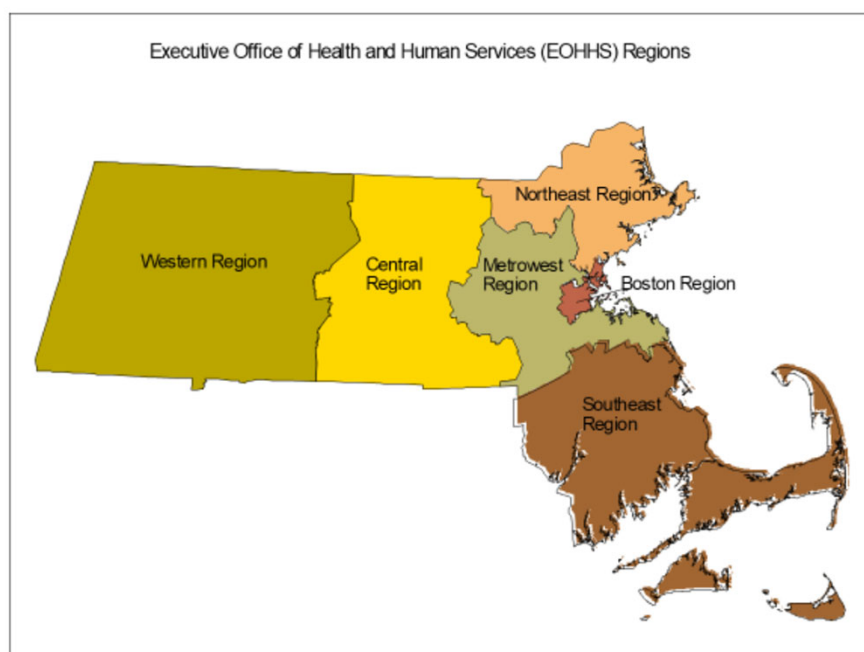 Executive Office of Health and Human Services (EOHHS) Regions
Northeast Region
Western Region
Central
Region
Metrowest
Region
Boston Region
Southeast
Region